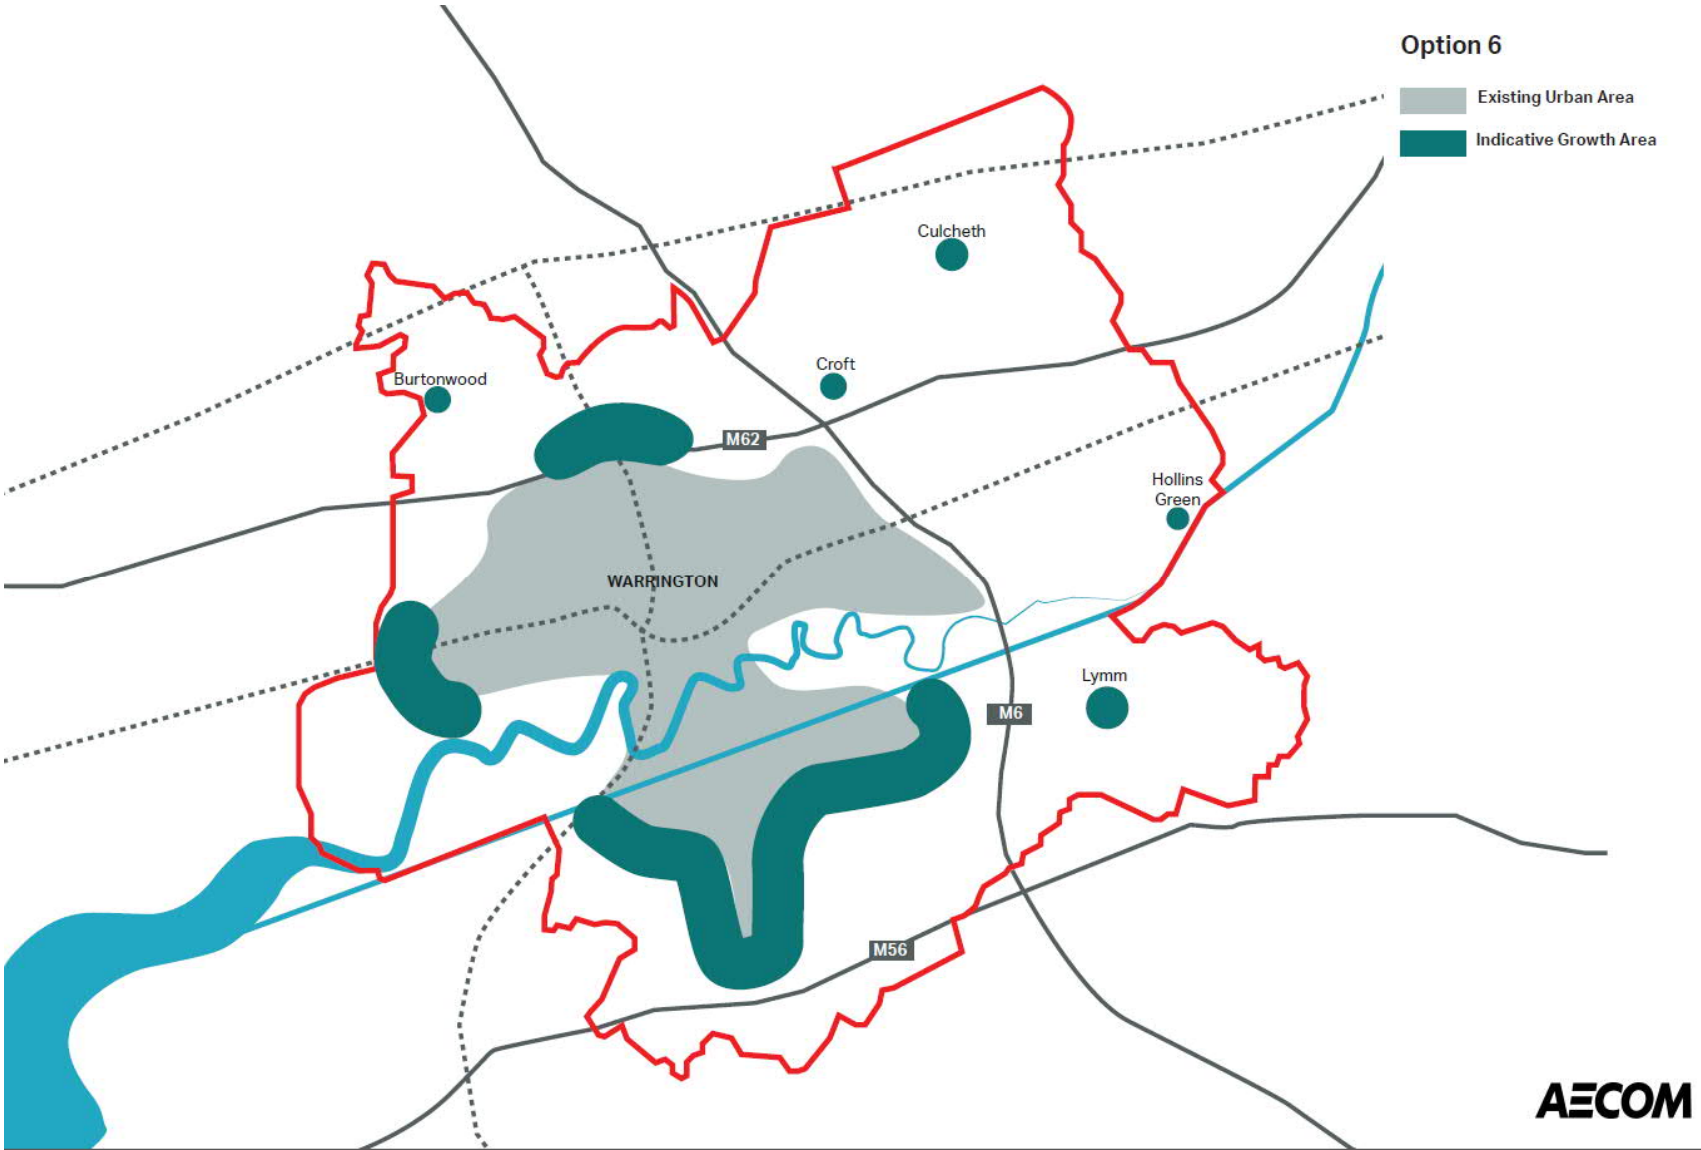 Option 6
Existing Urban Area
Indicative Growth Area
Culcheth
Croft
Burtonwood
M62
Hollins
Green
WARRINGTON
Lymm
M6
M56
AECOM